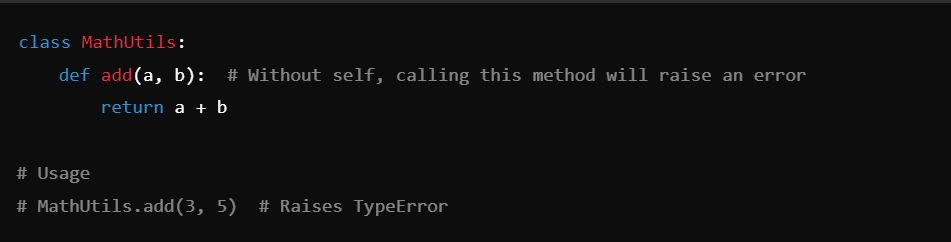 class MathUtils:
    def add(a, b):  # Without self, calling this method will raise an error
        return a + b
# Usage
# MathUtils.add(3, 5)  # Raises TypeError